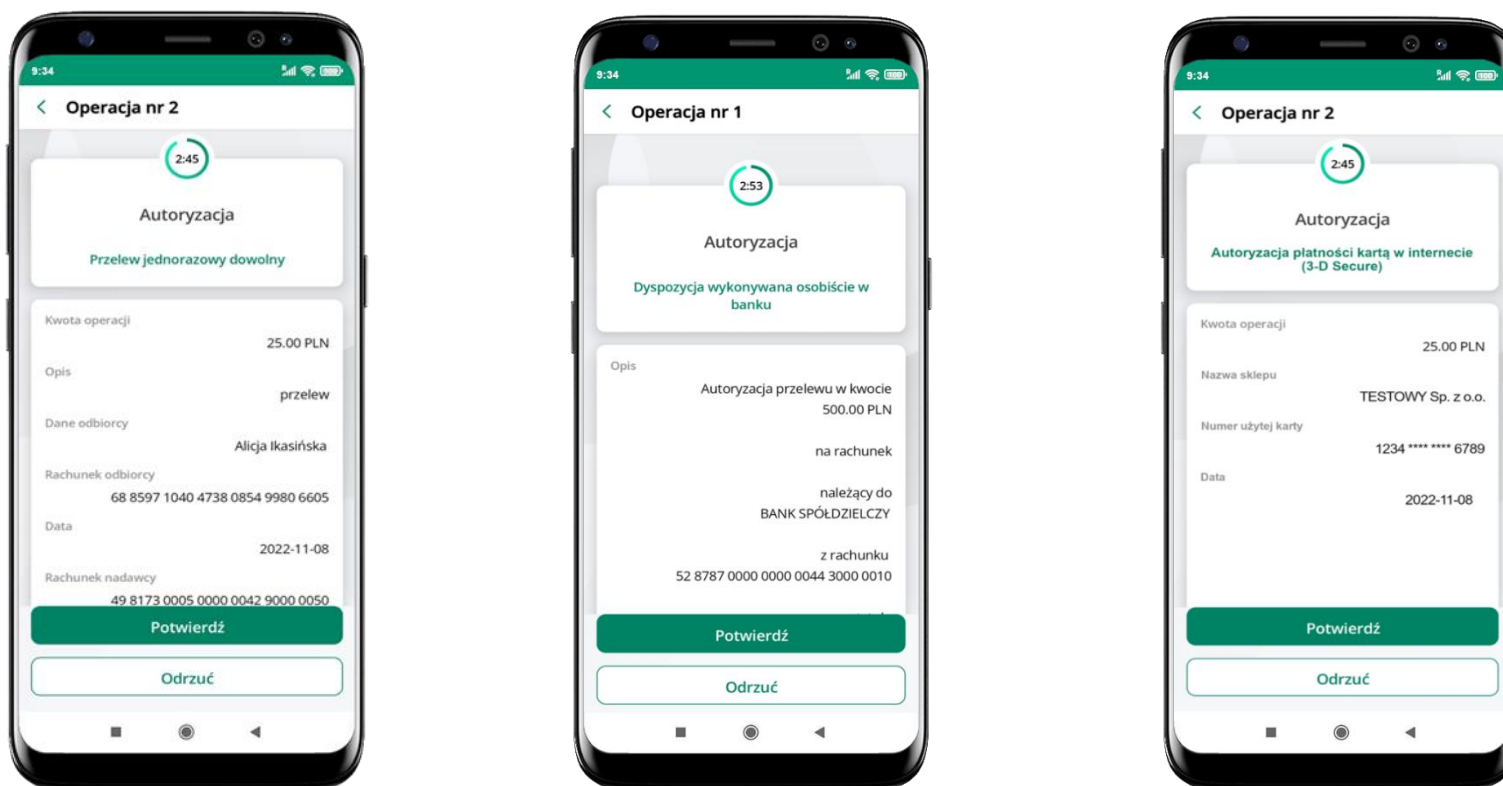 9:34
Operacja nr 2
2:45
Autoryzacja
Przelew jednorazowy dowolny
Kwota operacji
25.00 PLN
Opis
przelew
Dane odbiorcy
Alicja Ikasińska
Rachunek odbiorcy
68 8597 1040 4738 0854 9980 6605
Data
2022-11-08
Rachunek nadawcy
49 8173 0005 0000 0042 9000 0050
Potwierdź
Odrzuć
9:34
Operacja nr 1
2:53
Autoryzacja
Dyspozycja wykonywana osobiście w
banku
Opis
Autoryzacja przelewu w kwocie
500.00 PLN
na rachunek
należący do
BANK SPÓŁDZIELCZY
z rachunku
52 8787 0000 0000 0044 3000 0010
Potwierdź
Odrzuć
9:34
Operacja nr 2
2:45
Autoryzacja
Autoryzacja płatności kartą w internecie
(3-D Secure)
Kwota operacji
25.00 PLN
Nazwa sklepu
TESTOWY Sp. z o.o.
Numer użytej karty
1234 **** **** 6789
Data
2022-11-08
Potwierdź
Odrzuć